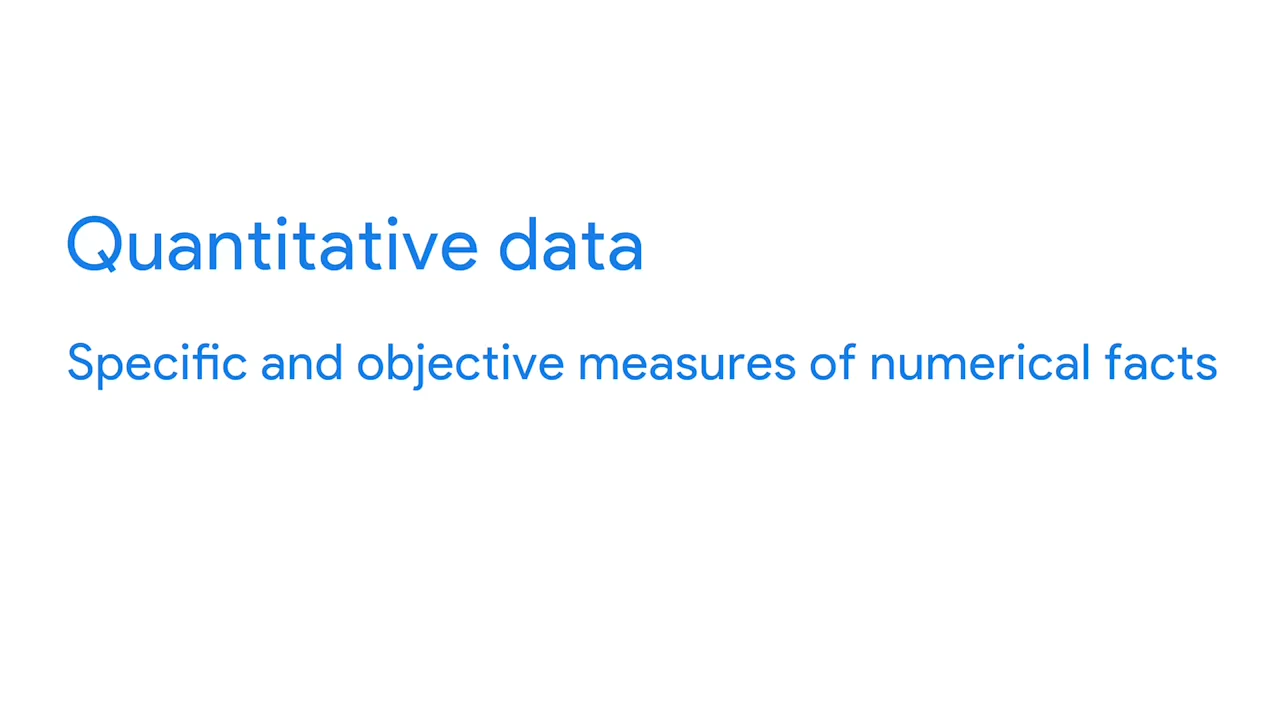 Quantitative data
Specific and objective measures of numerical facts